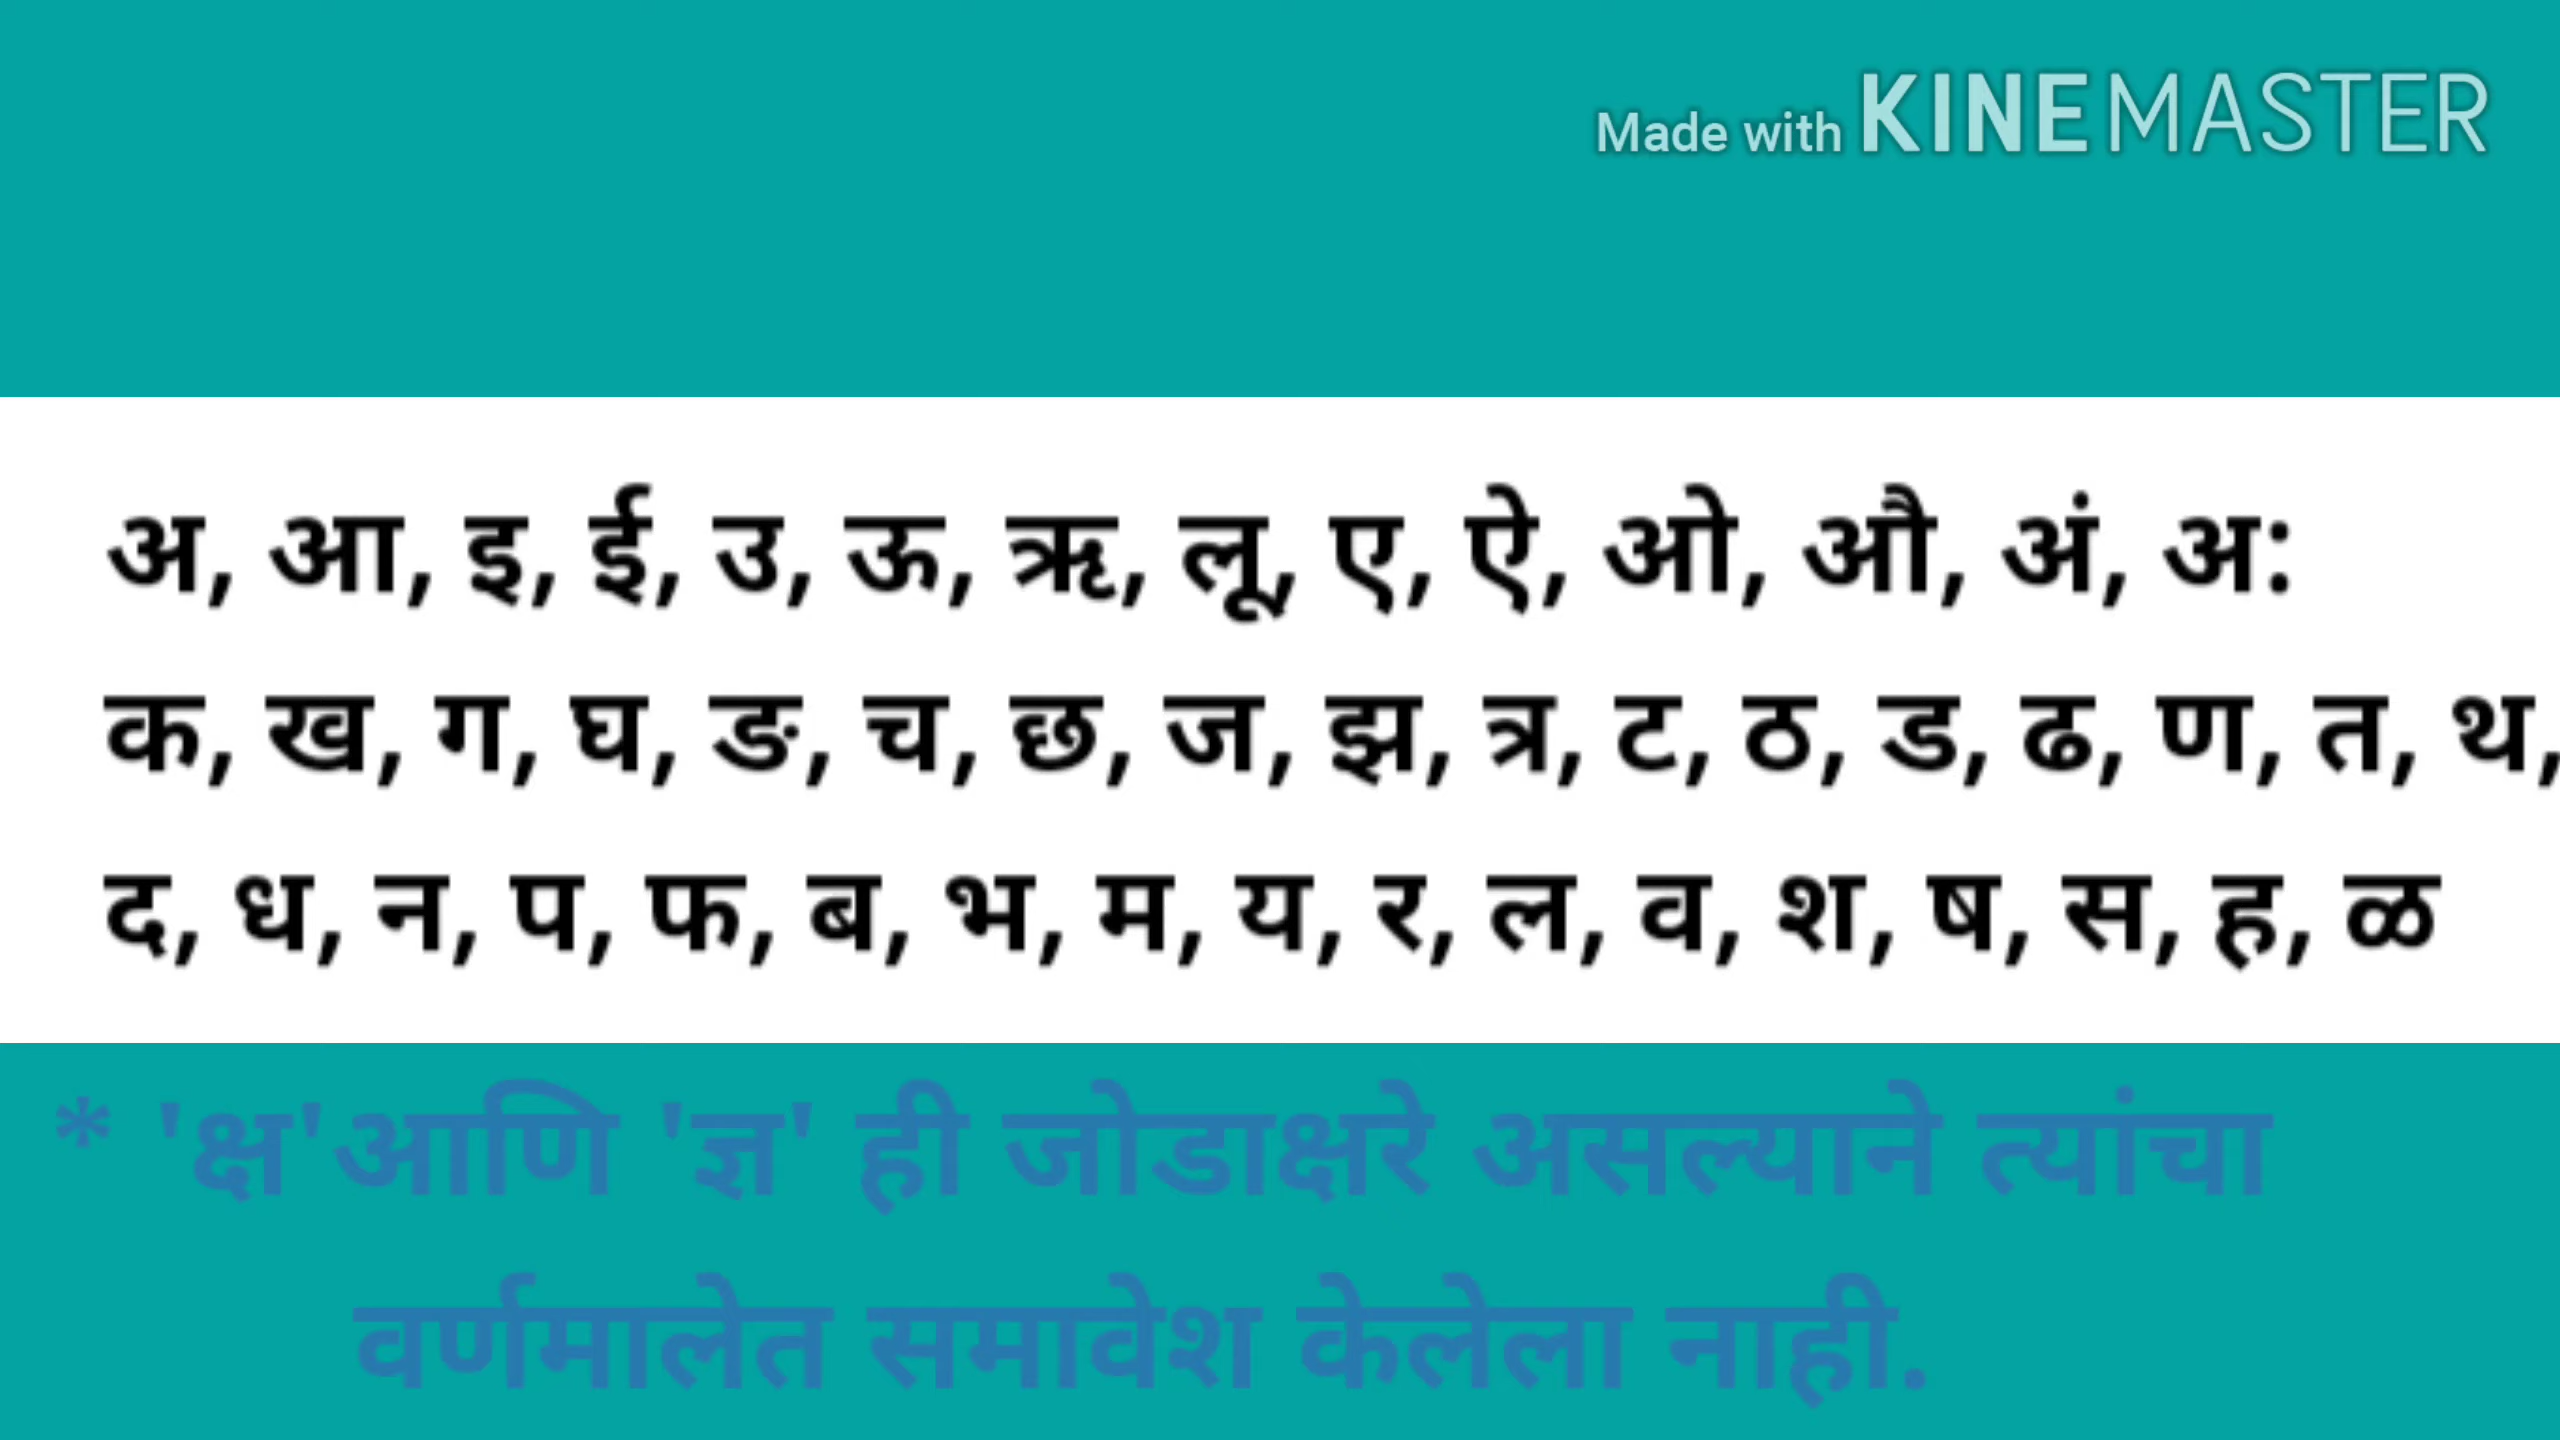 Made with KINEMASTER
अ, आ, इ, ई, उ, ऊ, ऋ, लू, ए, ऐ, ओ, औ, अं, अ:
क, ख, ग, घ, ङ, च, छ, ज, झ, त्र, ट, ठ, ड, ढ, ण, त, थ,
द, ध, न, प, फ, ब, भ, म, य, र, ल, व, श, ष, स, ह, ळ
* 'क्ष'आणि 'ज्ञ' ही जोडाक्षरे असल्याने त्यांचा
वर्णमालेत समावेश केलेला नाही.